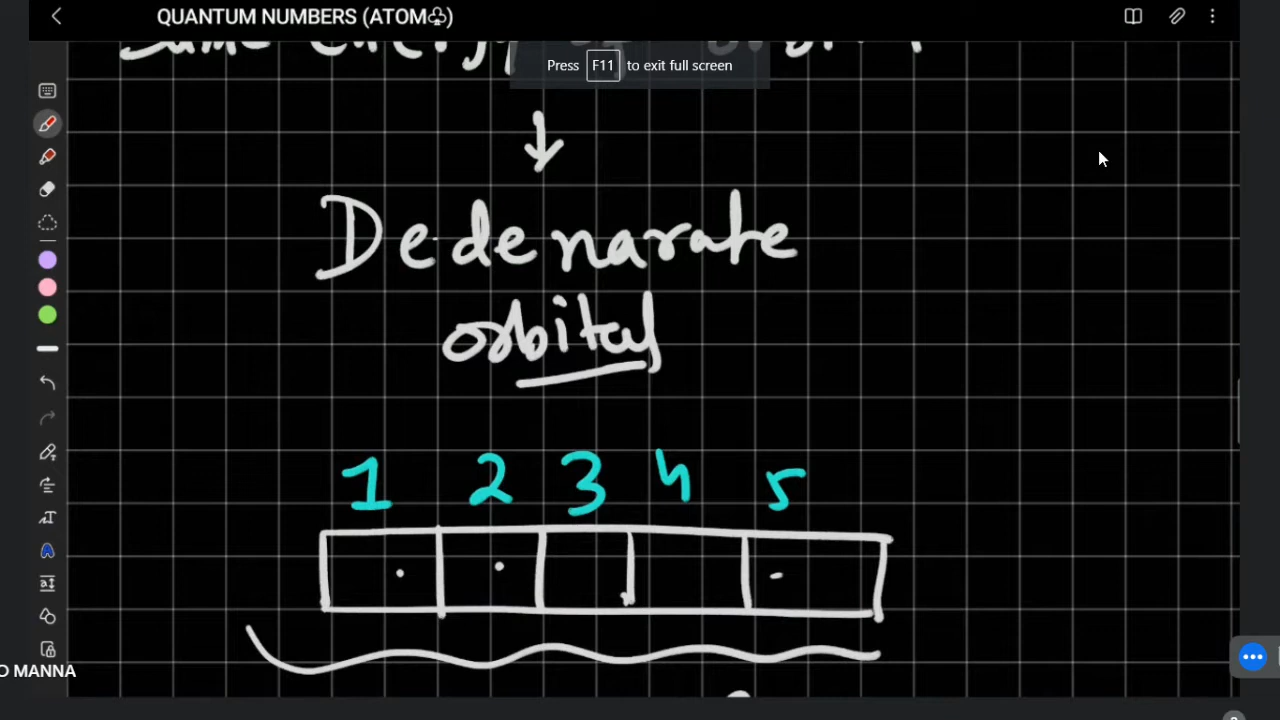 QUANTUM NUMBERS (ATOM♧)
Press F11 to exit full screen
Dedenarate
orbital
1 2 3 4 5
O MANNA